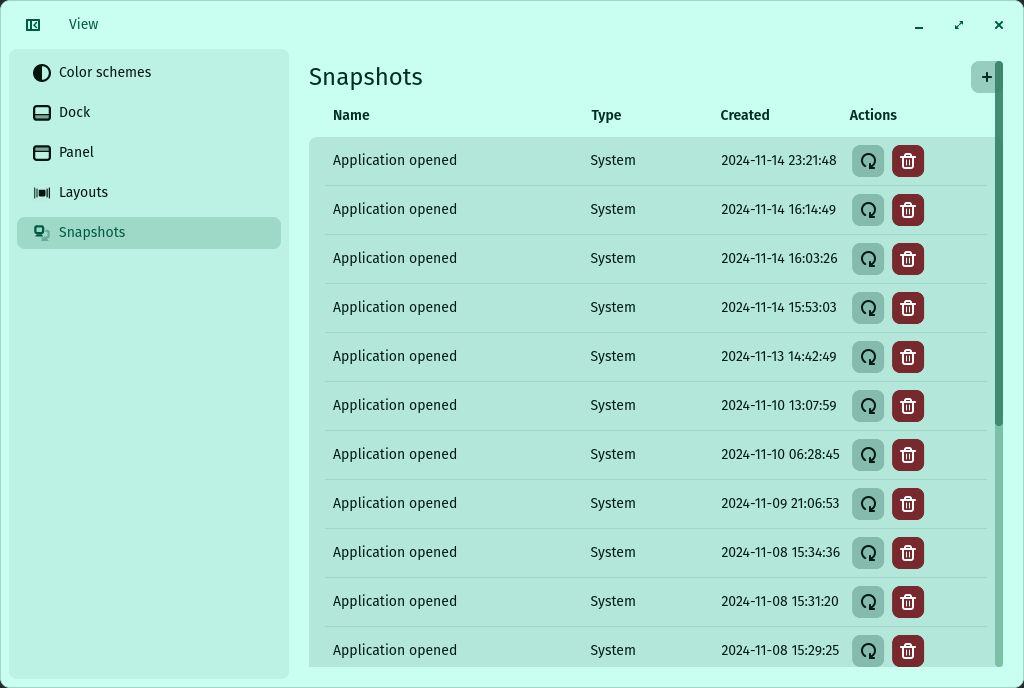 View
Color schemes
Dock
Panel
Layouts
Snapshots
Snapshots
+
Name Type Created Actions
Application opened System 2024-11-14 23:21:48
Application opened System 2024-11-14 16:14:49
Application opened System 2024-11-14 16:03:26
Application opened System 2024-11-14 15:53:03
Application opened System 2024-11-13 14:42:49
Application opened System 2024-11-10 13:07:59
Application opened System 2024-11-10 06:28:45
Application opened System 2024-11-09 21:06:53
Application opened System 2024-11-08 15:34:36
Application opened System 2024-11-08 15:31:20
Application opened System 2024-11-08 15:29:25